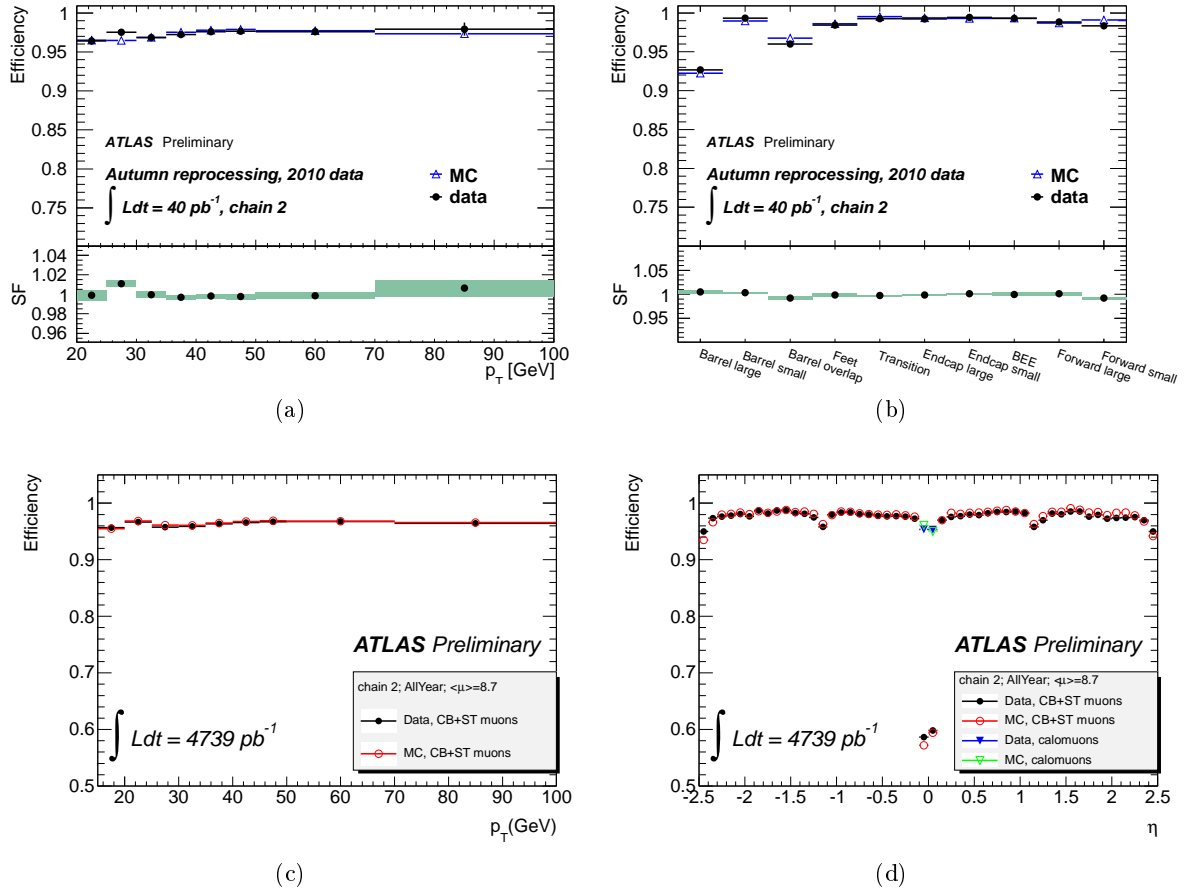 Efficiency
1
0.95
0.9
0.85
0.8
0.75
ATLAS Preliminary
Autumn reprocessing, 2010 data
∫ Ldt = 40 pb⁻¹, chain 2
MC
data
SF
1.04
1.02
1
0.98
0.96
20 30 40 50 60 70 80 90 100
p_T [GeV]
(a)
Efficiency
1
0.95
0.9
0.85
0.8
0.75
ATLAS Preliminary
Autumn reprocessing, 2010 data
∫ Ldt = 40 pb⁻¹, chain 2
MC
data
SF
1.05
1
0.95
Barrel large
Barrel small
Barrel overlap
Feet
Transition
Endcap large
Endcap small
BEE
Forward large
Forward small
(b)
Efficiency
1
0.9
0.8
0.7
0.6
0.5
ATLAS Preliminary
chain 2; AllYear; <μ>=8.7
Data, CB+ST muons
MC, CB+ST muons
∫ Ldt = 4739 pb⁻¹
20 30 40 50 60 70 80 90 100
p_T(GeV)
(c)
Efficiency
1
0.9
0.8
0.7
0.6
0.5
ATLAS Preliminary
chain 2; AllYear; <μ>=8.7
Data, CB+ST muons
MC, CB+ST muons
Data, calomuons
MC, calomuons
∫ Ldt = 4739 pb⁻¹
-2.5 -2 -1.5 -1 -0.5 0 0.5 1 1.5 2 2.5
η
(d)